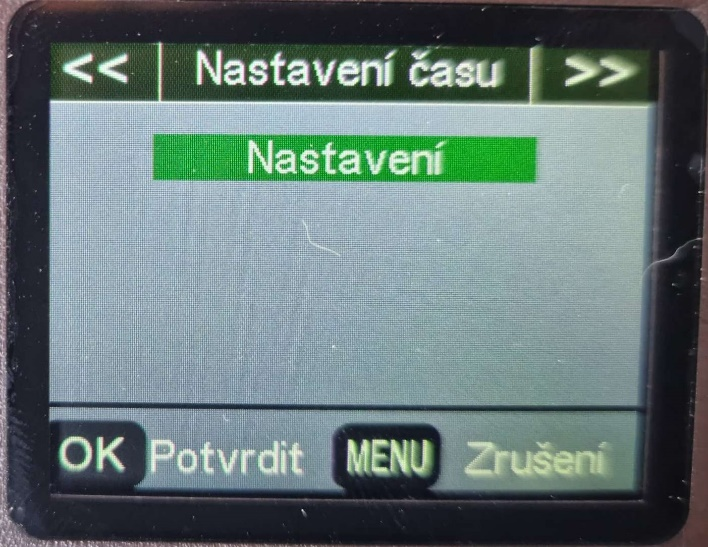 << Nastavení času >>
Nastavení
OK Potvrdit MENU Zrušení